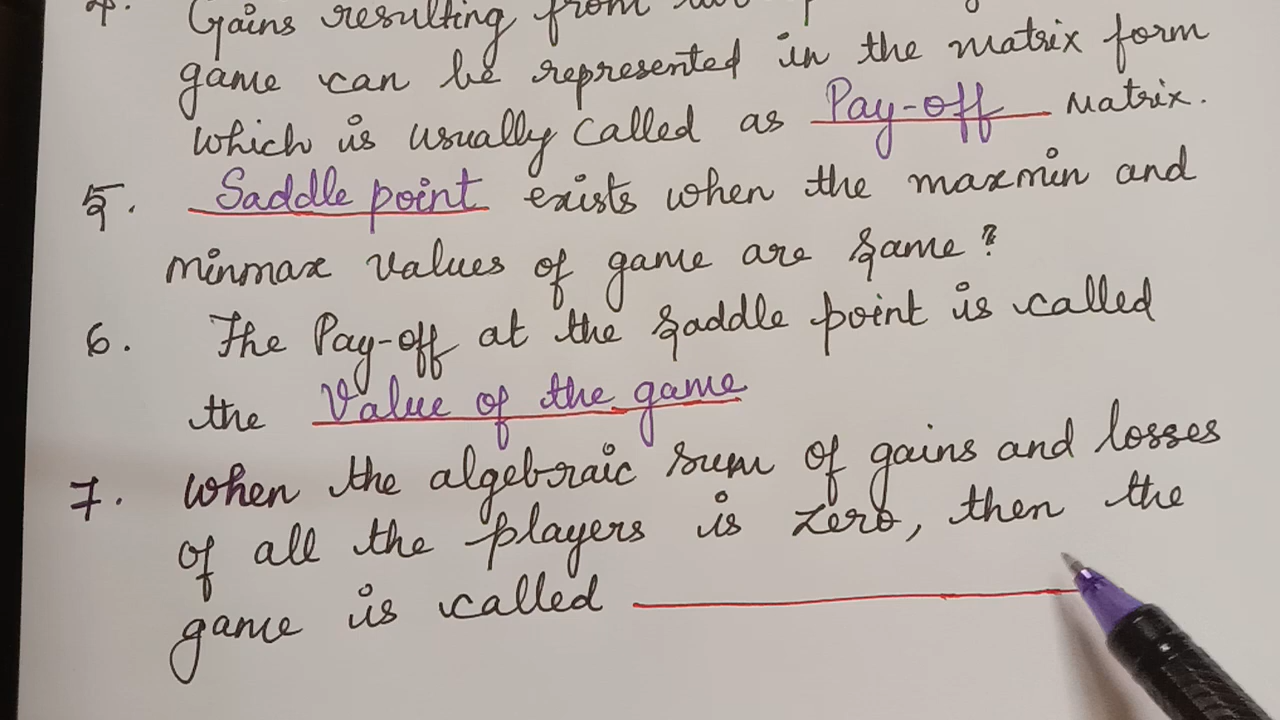 Gains resulting from
game can be represented in the matrix form
which is usually called as Pay-off Matrix.
5. Saddle point exists when the maxmin and
minmax values of game are same?
6. The Pay-off at the saddle point is called
the Value of the game
7. when the algebraic sum of gains and losses
of all the players is zero, then the
game is called